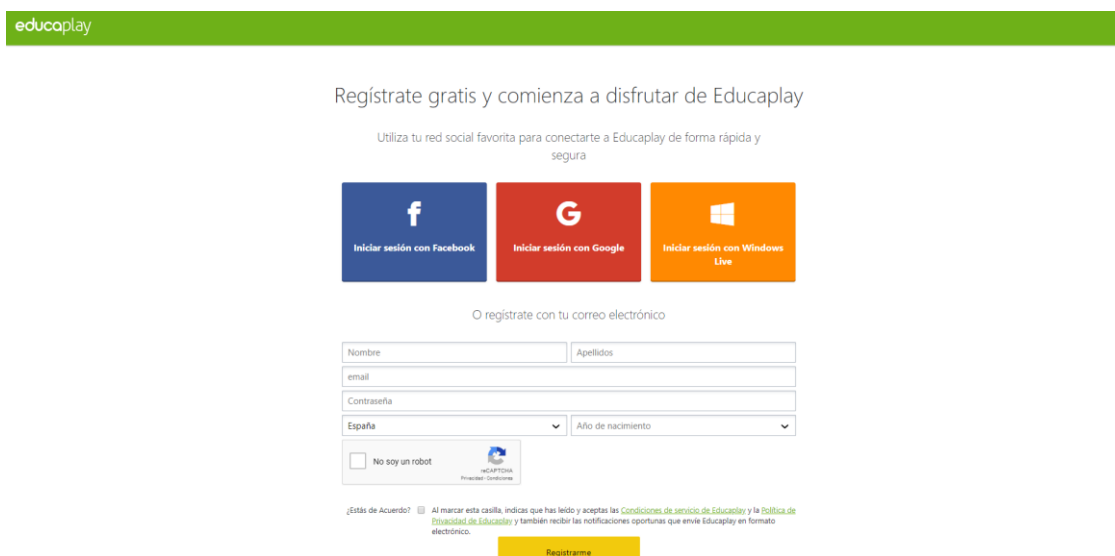 educaplay
Regístrate gratis y comienza a disfrutar de Educaplay
Utiliza tu red social favorita para conectarte a Educaplay de forma rápida y
segura
Iniciar sesión con Facebook
Iniciar sesión con Google
Iniciar sesión con Windows
Live
O regístrate con tu correo electrónico
Nombre
Apellidos
email
Contraseña
España
Año de nacimiento
No soy un robot
reCAPTCHA
Privacidad - Condiciones
¿Estás de Acuerdo?
Al marcar esta casilla, indicas que has leído y aceptas las Condiciones de servicio de Educaplay y la Política de
Privacidad de Educaplay y también recibir las notificaciones oportunas que envíe Educaplay en formato
electrónico.
Registrarme